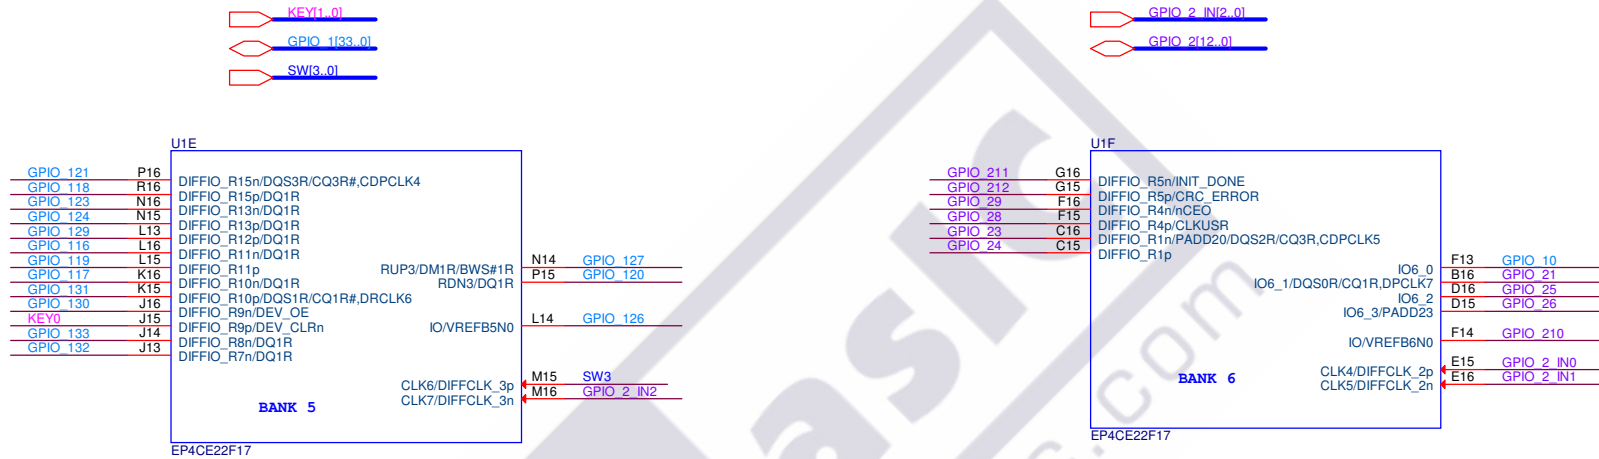 KEY[1..0]
GPIO_1[33..0]
SW[3..0]
GPIO_2_IN[2..0]
GPIO_2[12..0]
U1E
GPIO_121 P16 DIFFIO_R15n/DQS3R/CQ3R#,CDPCLK4
GPIO_118 R16 DIFFIO_R15p/DQ1R
GPIO_123 N16 DIFFIO_R13n/DQ1R
GPIO_124 N15 DIFFIO_R13p/DQ1R
GPIO_129 L13 DIFFIO_R12p/DQ1R
GPIO_116 L16 DIFFIO_R11n/DQ1R
GPIO_119 L15 DIFFIO_R11p
GPIO_117 K16 DIFFIO_R10n/DQ1R
GPIO_131 K15 DIFFIO_R10p/DQS1R/CQ1R#,DRCLK6
GPIO_130 J16 DIFFIO_R9n/DEV_OE
KEY0 J15 DIFFIO_R9p/DEV_CLRn
GPIO_133 J14 DIFFIO_R8n/DQ1R
GPIO_132 J13 DIFFIO_R7n/DQ1R
RUP3/DM1R/BWS#1R N14 GPIO_127
RDN3/DQ1R P15 GPIO_120
IO/VREFB5N0 L14 GPIO_126
CLK6/DIFFCLK_3p M15 SW3
CLK7/DIFFCLK_3n M16 GPIO_2_IN2
BANK 5
EP4CE22F17
U1F
GPIO_211 G16 DIFFIO_R5n/INIT_DONE
GPIO_212 G15 DIFFIO_R5p/CRC_ERROR
GPIO_29 F16 DIFFIO_R4n/nCEO
GPIO_28 F15 DIFFIO_R4p/CLKUSR
GPIO_23 C16 DIFFIO_R1n/PADD20/DQS2R/CQ3R,CDPCLK5
GPIO_24 C15 DIFFIO_R1p
IO6_0 F13 GPIO_10
IO6_1/DQS0R/CQ1R,DPCLK7 B16 GPIO_21
IO6_2 D16 GPIO_25
IO6_3/PADD23 D15 GPIO_26
IO/VREFB6N0 F14 GPIO_210
CLK4/DIFFCLK_2p E15 GPIO_2_IN0
CLK5/DIFFCLK_2n E16 GPIO_2_IN1
BANK 6
EP4CE22F17
asic
s.com